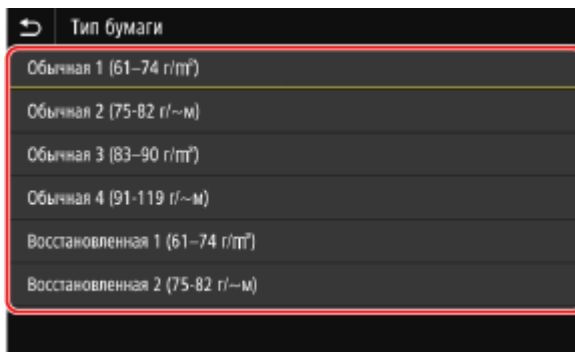 Тип бумаги
Обычная 1 (61–74 г/m²)
Обычная 2 (75-82 г/~м)
Обычная 3 (83–90 г/m²)
Обычная 4 (91-119 г/~м)
Восстановленная 1 (61–74 г/m²)
Восстановленная 2 (75-82 г/~м)